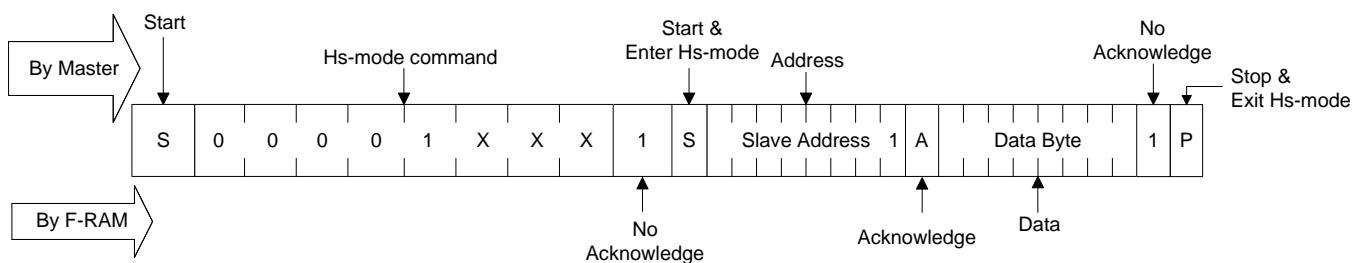 Start
By Master
Hs-mode command
Start &
Enter Hs-mode
Address
No
Acknowledge
Stop &
Exit Hs-mode
S 0 0 0 0 1 X X X 1 S Slave Address 1 A Data Byte 1 P
By F-RAM
No
Acknowledge
Acknowledge
Data